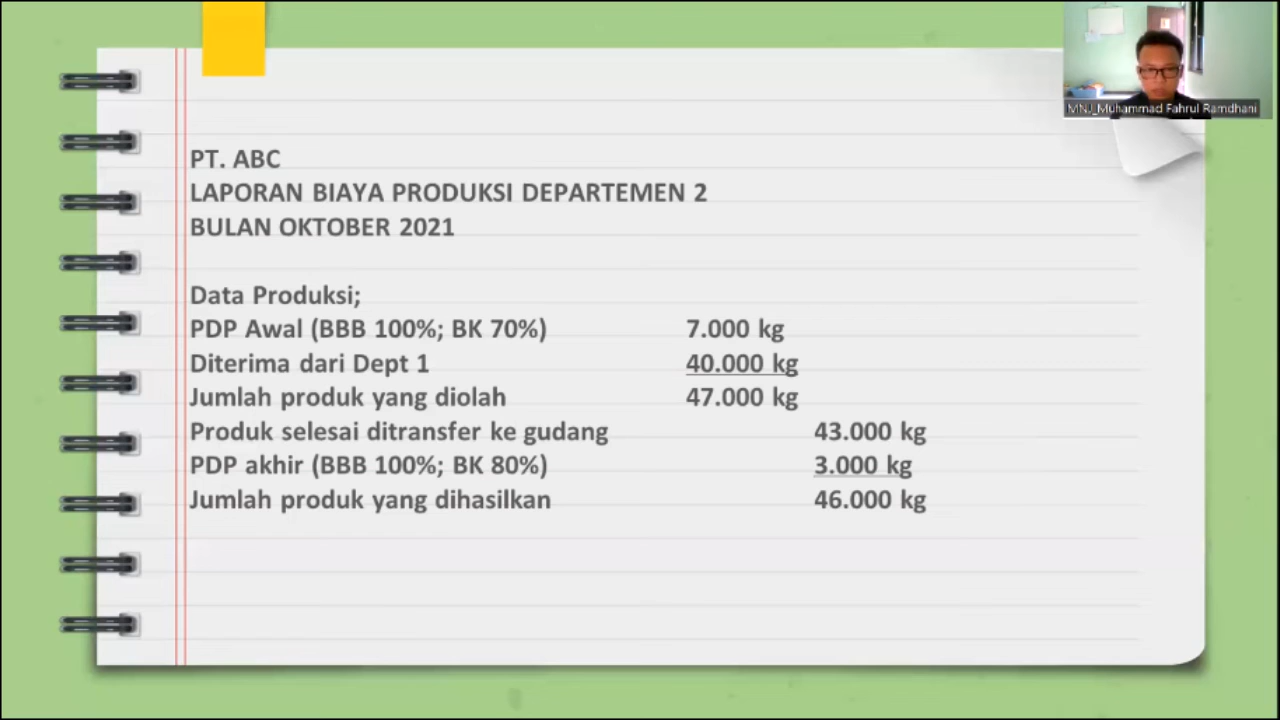 PT. ABC
LAPORAN BIAYA PRODUKSI DEPARTEMEN 2
BULAN OKTOBER 2021
Data Produksi;
PDP Awal (BBB 100%; BK 70%) 7.000 kg
Diterima dari Dept 1 40.000 kg
Jumlah produk yang diolah 47.000 kg
Produk selesai ditransfer ke gudang 43.000 kg
PDP akhir (BBB 100%; BK 80%) 3.000 kg
Jumlah produk yang dihasilkan 46.000 kg
MNJ_Muhammad Fahrul Ramdhani